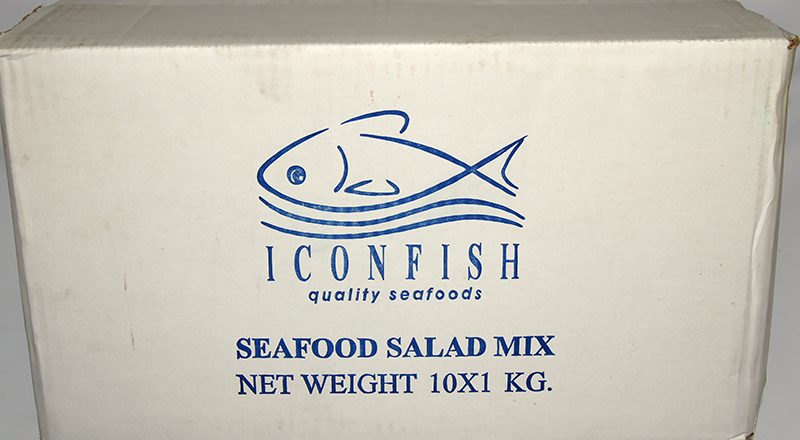 ICONFISH
quality seafoods
SEAFOOD SALAD MIX
NET WEIGHT 10X1 KG.